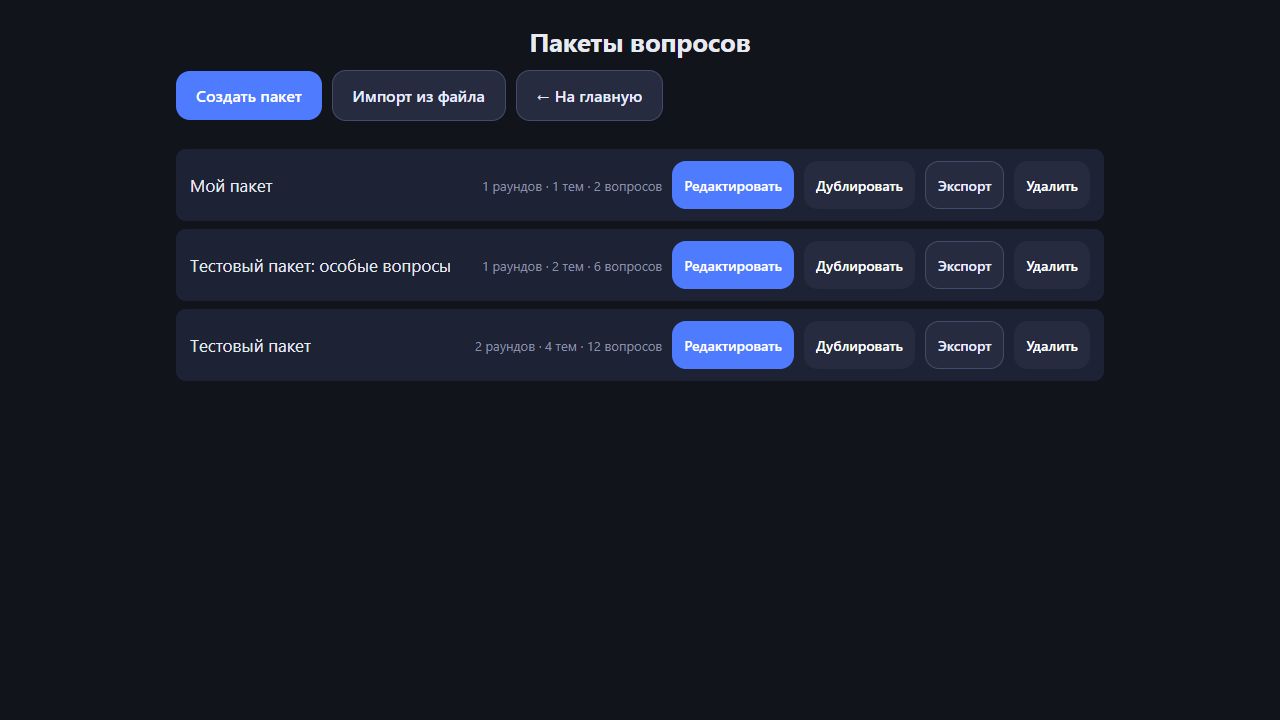 Пакеты вопросов
Создать пакет Импорт из файла ← На главную
Мой пакет 1 раундов · 1 тем · 2 вопросов Редактировать Дублировать Экспорт Удалить
Тестовый пакет: особые вопросы 1 раундов · 2 тем · 6 вопросов Редактировать Дублировать Экспорт Удалить
Тестовый пакет 2 раундов · 4 тем · 12 вопросов Редактировать Дублировать Экспорт Удалить